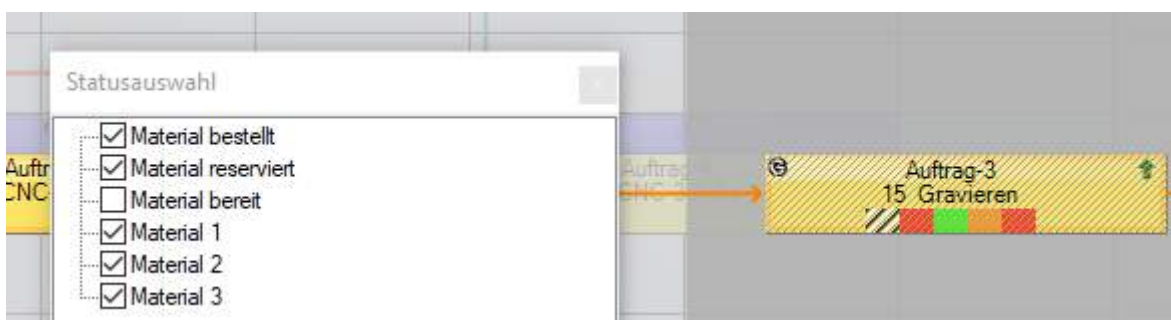 Statusauswahl
Material bestellt
Material reserviert
Material bereit
Material 1
Material 2
Material 3
Auftr
CNC
Auftrag-3
15 Gravieren